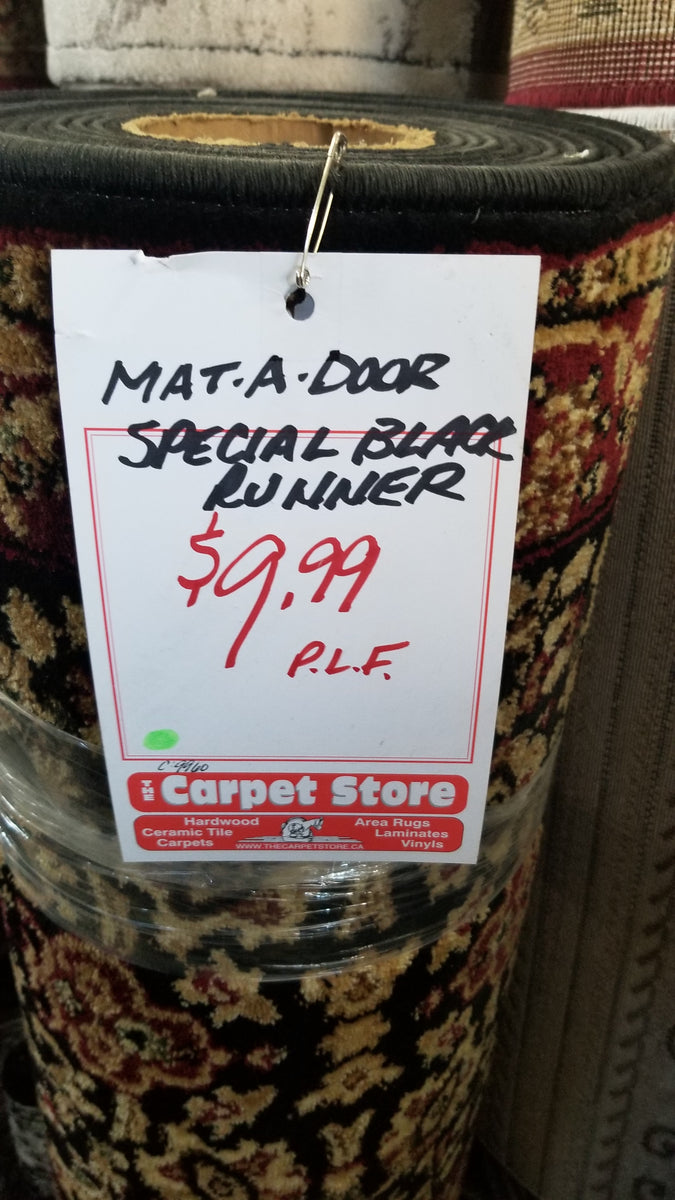 MAT-A-DOOR
SPECIAL BLACK
RUNNER
$9.99
P.L.F.
C-4960
THE Carpet Store
Hardwood
Ceramic Tile
Carpets
Area Rugs
Laminates
Vinyls
WWW.THECARPETSTORE.CA